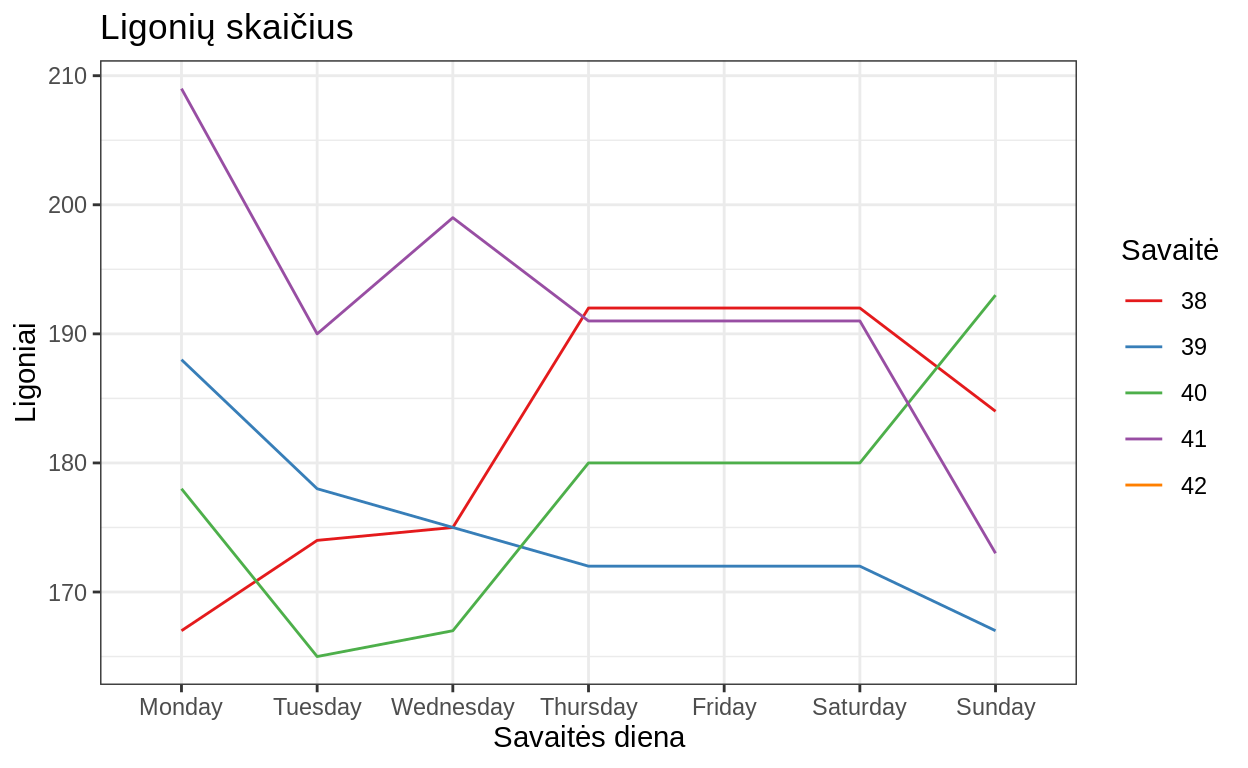 Ligonių skaičius
Ligoniai
210
200
190
180
170
Monday Tuesday Wednesday Thursday Friday Saturday Sunday
Savaitės diena
Savaitė
38
39
40
41
42